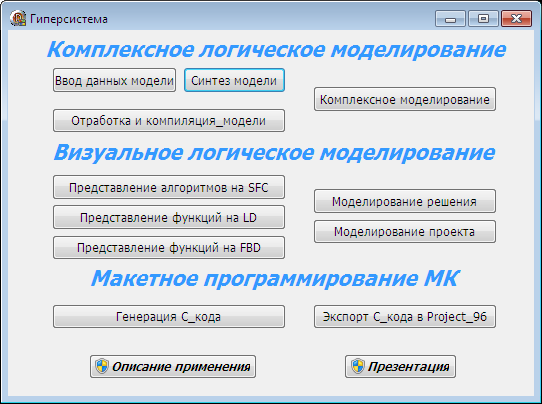 Гиперсистема
Комплексное логическое моделирование
Ввод данных модели
Синтез модели
Комплексное моделирование
Отработка и компиляция_модели
Визуальное логическое моделирование
Представление алгоритмов на SFC
Моделирование решения
Представление функций на LD
Моделирование проекта
Представление функций на FBD
Макетное программирование МК
Генерация С_кода
Экспорт С_кода в Project_96
Описание применения
Презентация